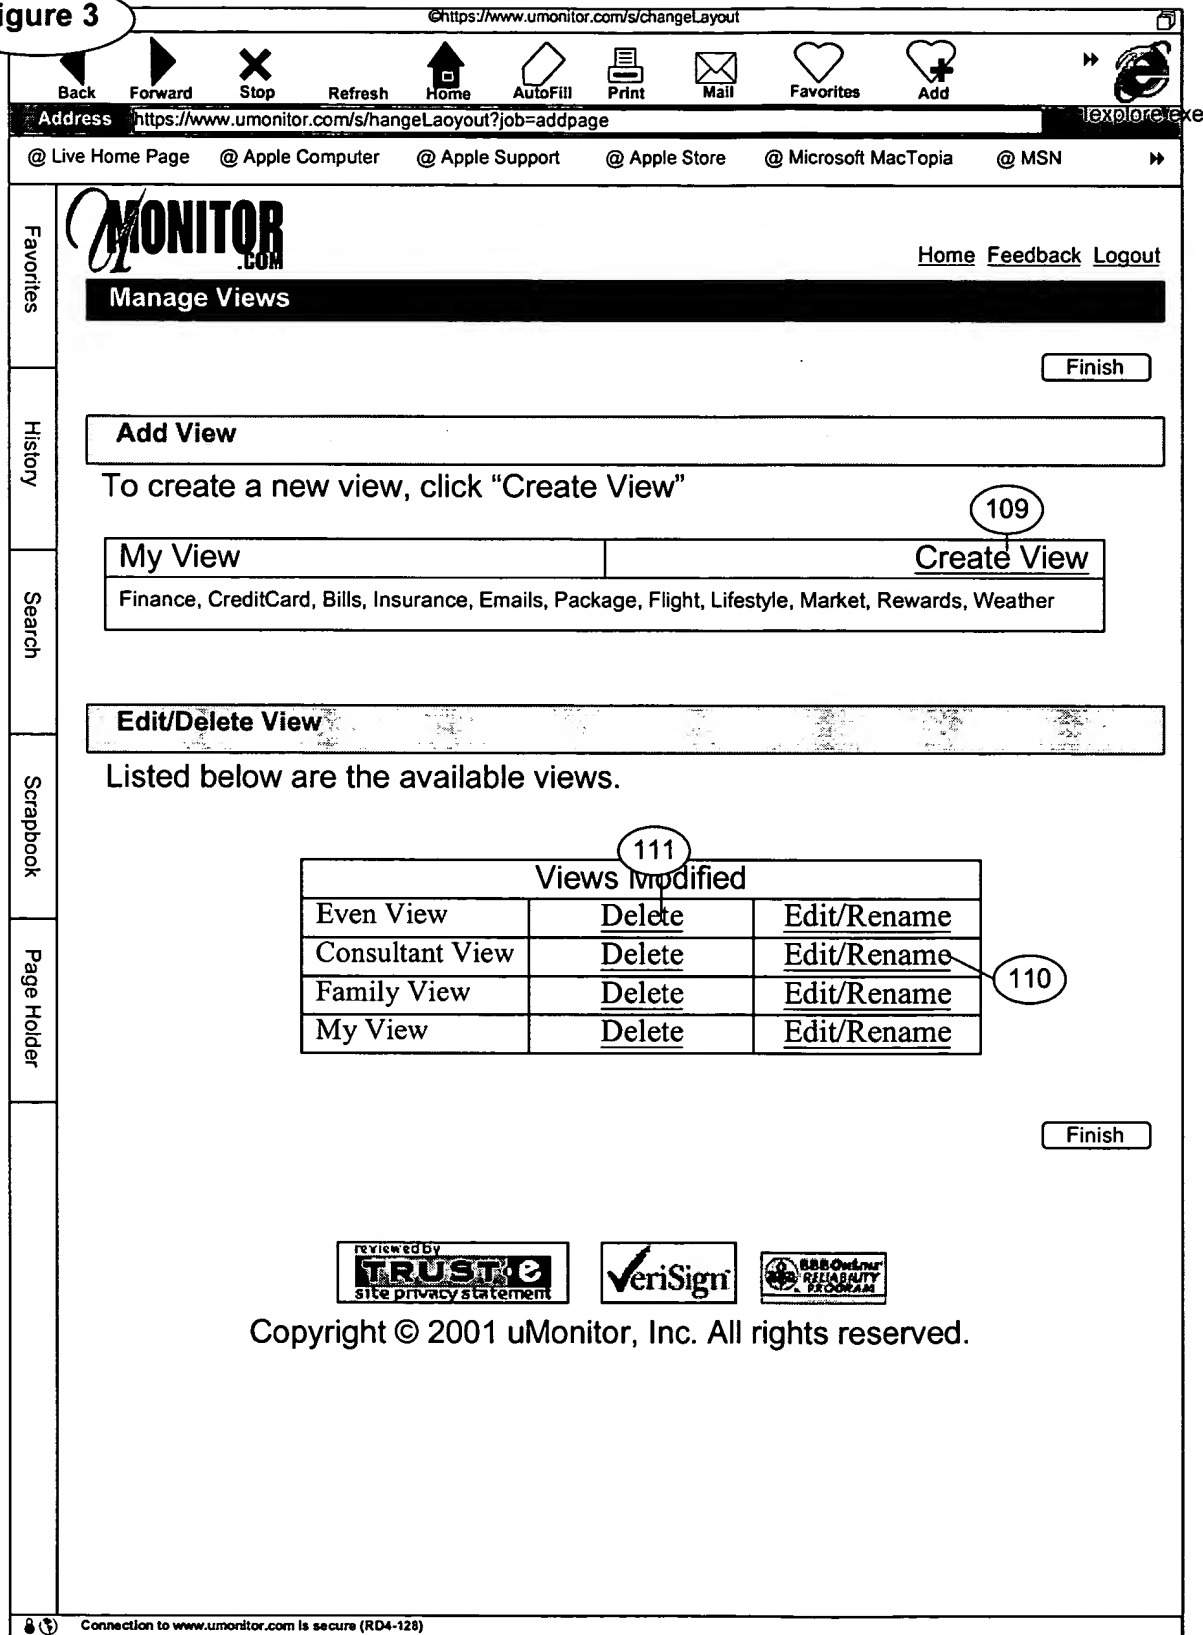 igure 3
©https://www.umonitor.com/s/changeLayout
Back Forward Stop Refresh Home AutoFill Print Mail Favorites Add
Address https://www.umonitor.com/s/hangeLaoyout?job=addpage
Iexplore exe
@ Live Home Page @ Apple Computer @ Apple Support @ Apple Store @ Microsoft MacTopia @ MSN
UMONITOR
.COM
Home Feedback Logout
Manage Views
Finish
Add View
To create a new view, click “Create View”
109
My View Create View
Finance, CreditCard, Bills, Insurance, Emails, Package, Flight, Lifestyle, Market, Rewards, Weather
Edit/Delete View
Listed below are the available views.
111
Views Modified
Even View Delete Edit/Rename
Consultant View Delete Edit/Rename
110
Family View Delete Edit/Rename
My View Delete Edit/Rename
Finish
Favorites
History
Search
Scrapbook
Page Holder
reviewed by
TRUSTe
site privacy statement
VeriSign
BBBOnLine
RELIABILITY
PROGRAM
Copyright © 2001 uMonitor, Inc. All rights reserved.
Connection to www.umonitor.com is secure (RD4-128)